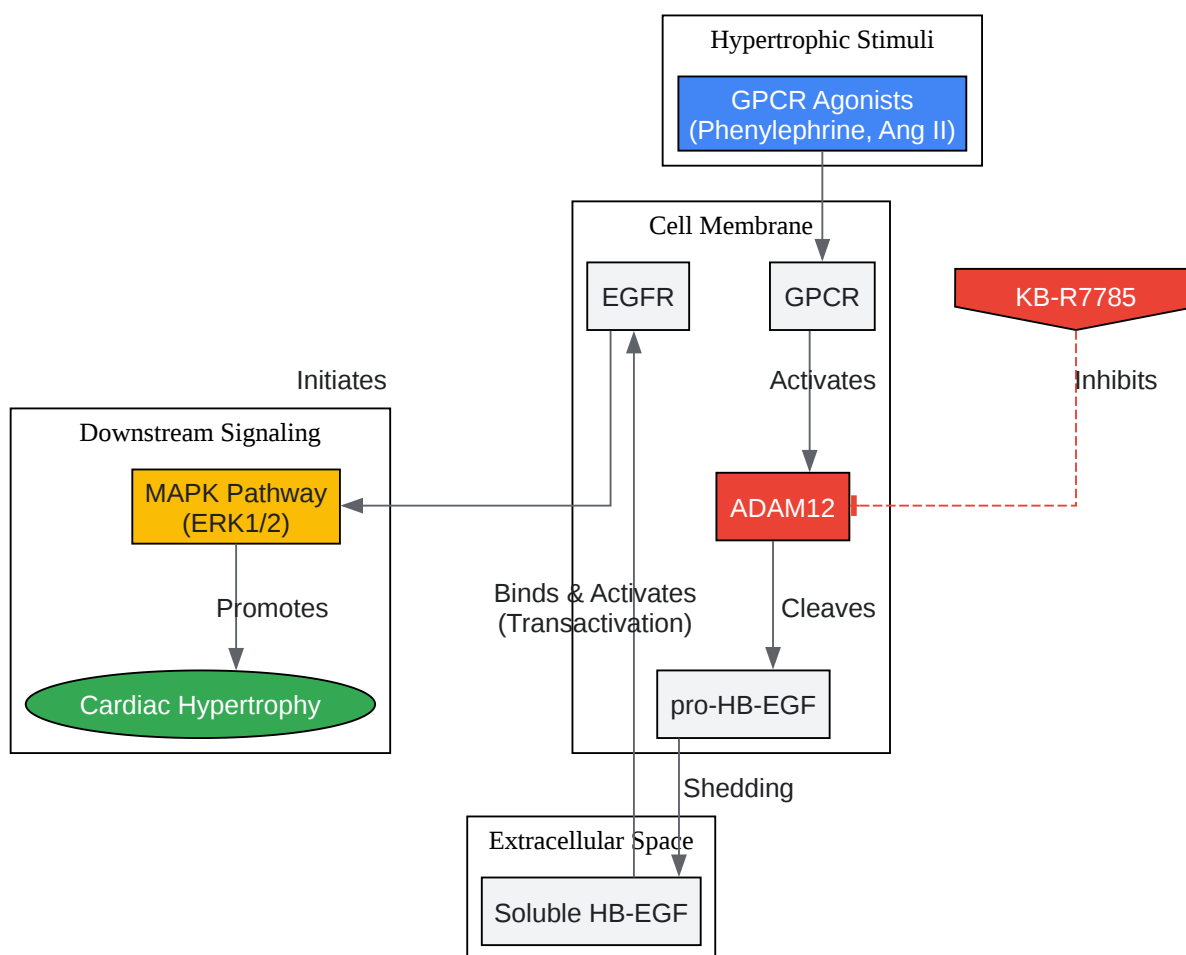 Hypertrophic Stimuli
GPCR Agonists
(Phenylephrine, Ang II)
Cell Membrane
EGFR
GPCR
KB-R7785
Initiates
Activates
Inhibits
Downstream Signaling
MAPK Pathway
(ERK1/2)
ADAM12
Promotes
Binds & Activates
(Transactivation)
Cleaves
Cardiac Hypertrophy
pro-HB-EGF
Shedding
Extracellular Space
Soluble HB-EGF